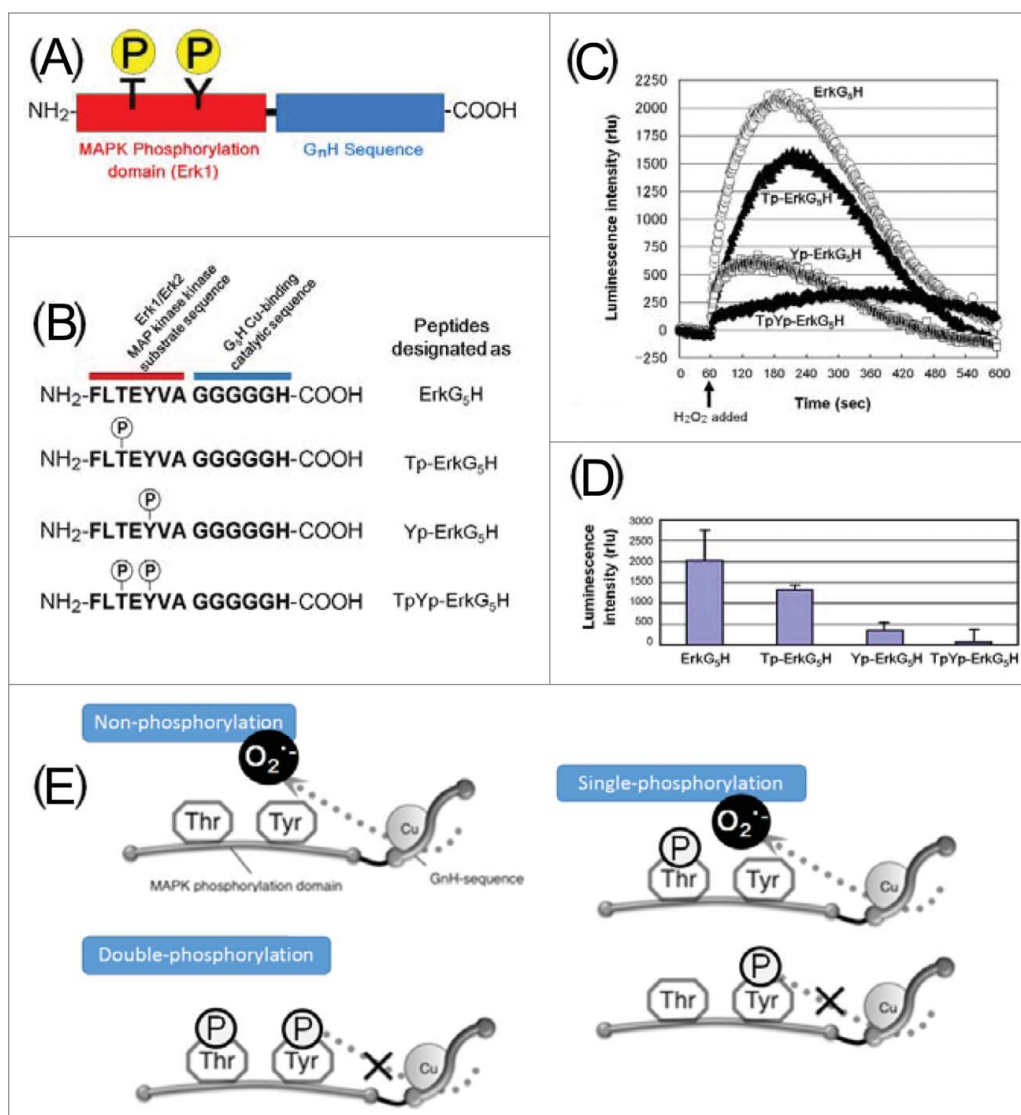 (A)
P P
T Y
NH₂- -COOH
MAPK Phosphorylation
domain (Erk1)
GnH Sequence
(B)
Erk1/Erk2
MAP kinase kinase
substrate sequence
G₅H Cu-binding
catalytic sequence
Peptides
designated as
NH₂-FLTEYVA GGGGGH-COOH ErkG₅H
P
NH₂-FLTEYVA GGGGGH-COOH Tp-ErkG₅H
P
NH₂-FLTEYVA GGGGGH-COOH Yp-ErkG₅H
P P
NH₂-FLTEYVA GGGGGH-COOH TpYp-ErkG₅H
(C)
Luminescence intensity (rlu)
2250
2000
1750
1500
1250
1000
750
500
250
0
-250
ErkG₅H
Tp-ErkG₅H
Yp-ErkG₅H
TpYp-ErkG₅H
0 60 120 180 240 300 360 420 480 540 600
Time (sec)
H₂O₂ added
(D)
Luminescence
intensity (rlu)
3000
2500
2000
1500
1000
500
0
ErkG₅H Tp-ErkG₅H Yp-ErkG₅H TpYp-ErkG₅H
(E)
Non-phosphorylation
O₂·-
Thr Tyr Cu
MAPK phosphorylation domain
GnH-sequence
Single-phosphorylation
O₂·-
P
Thr Tyr Cu
P
Thr Tyr Cu
Double-phosphorylation
P P
Thr Tyr Cu